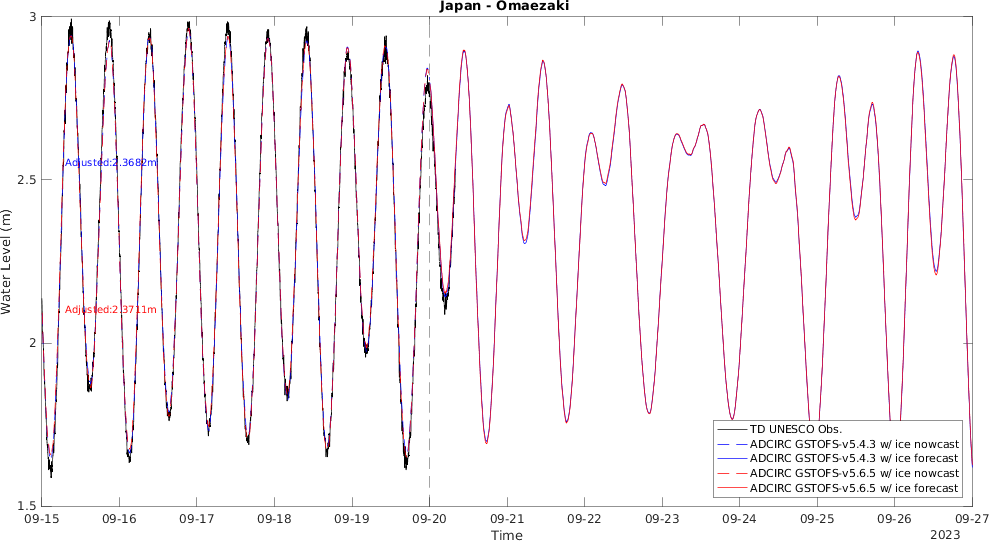 Japan - Omaezaki
Water Level (m)
3
2.5
2
1.5
Adjusted:2.3682m
Adjusted:2.3711m
TD UNESCO Obs.
ADCIRC GSTOFS-v5.4.3 w/ ice nowcast
ADCIRC GSTOFS-v5.4.3 w/ ice forecast
ADCIRC GSTOFS-v5.6.5 w/ ice nowcast
ADCIRC GSTOFS-v5.6.5 w/ ice forecast
09-15 09-16 09-17 09-18 09-19 09-20 09-21 09-22 09-23 09-24 09-25 09-26 09-27
Time
2023